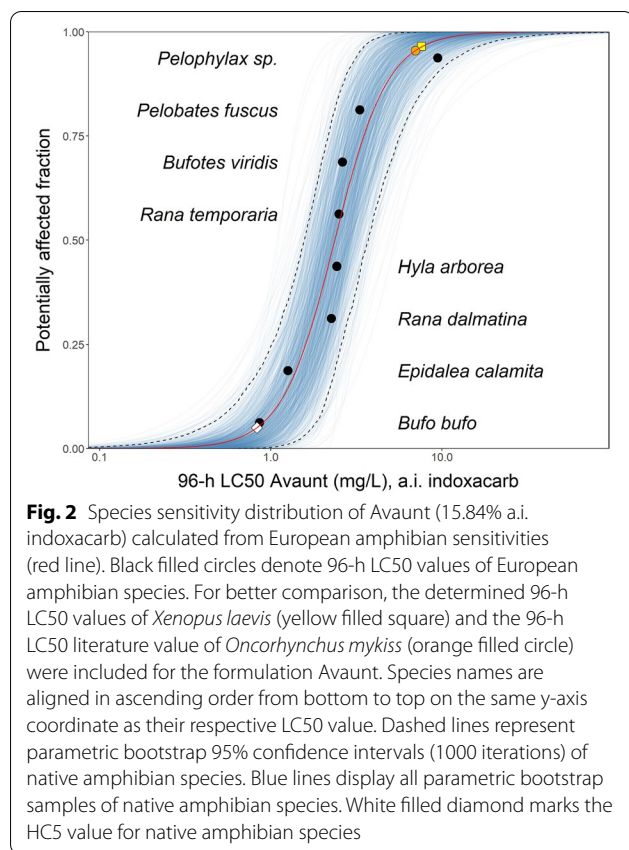 1.00
0.75
0.50
0.25
0.00
Potentially affected fraction
Pelophylax sp.
Pelobates fuscus
Bufotes viridis
Rana temporaria
Hyla arborea
Rana dalmatina
Epidalea calamita
Bufo bufo
0.1
1.0
10.0
96-h LC50 Avaunt (mg/L), a.i. indoxacarb
Fig. 2 Species sensitivity distribution of Avaunt (15.84% a.i.
indoxacarb) calculated from European amphibian sensitivities
(red line). Black filled circles denote 96-h LC50 values of European
amphibian species. For better comparison, the determined 96-h
LC50 values of Xenopus laevis (yellow filled square) and the 96-h
LC50 literature value of Oncorhynchus mykiss (orange filled circle)
were included for the formulation Avaunt. Species names are
aligned in ascending order from bottom to top on the same y-axis
coordinate as their respective LC50 value. Dashed lines represent
parametric bootstrap 95% confidence intervals (1000 iterations) of
native amphibian species. Blue lines display all parametric bootstrap
samples of native amphibian species. White filled diamond marks the
HC5 value for native amphibian species